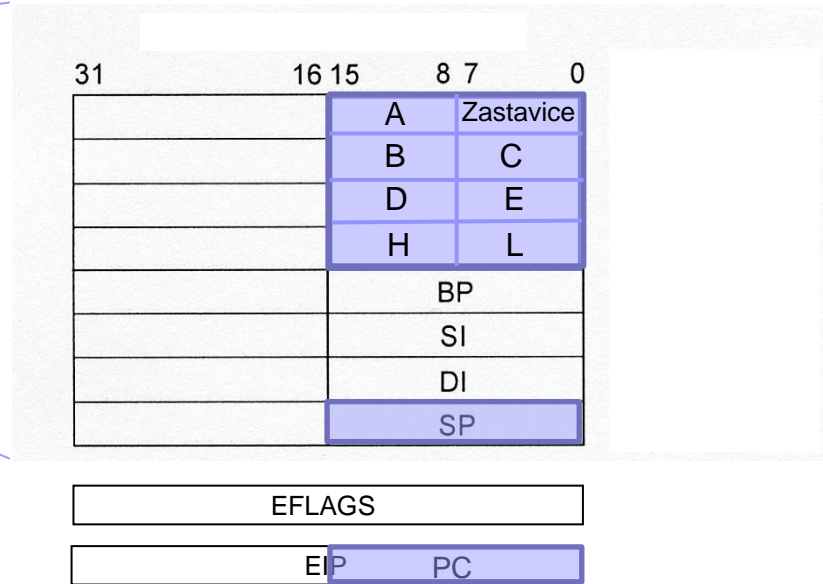 31 16 15 8 7 0
A Zastavice
B C
D E
H L
BP
SI
DI
SP
EFLAGS
EIP PC